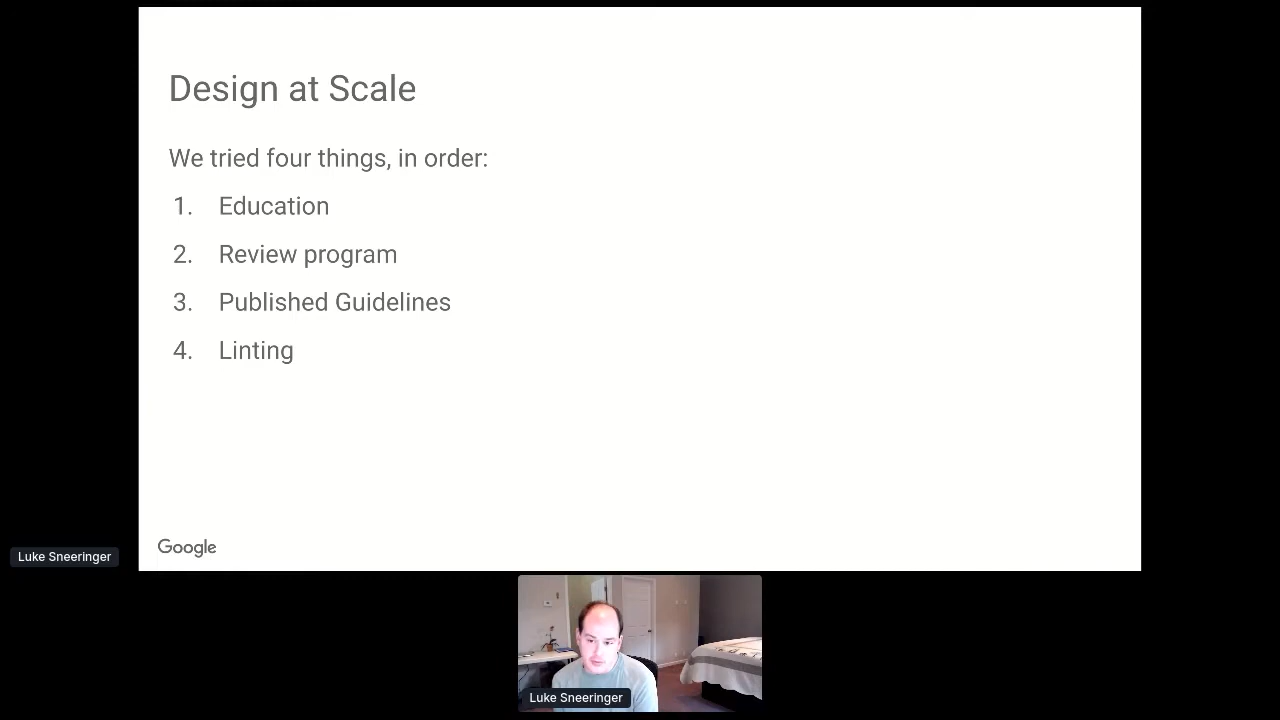 Design at Scale
We tried four things, in order:
1. Education
2. Review program
3. Published Guidelines
4. Linting
Google
Luke Sneeringer
Luke Sneeringer